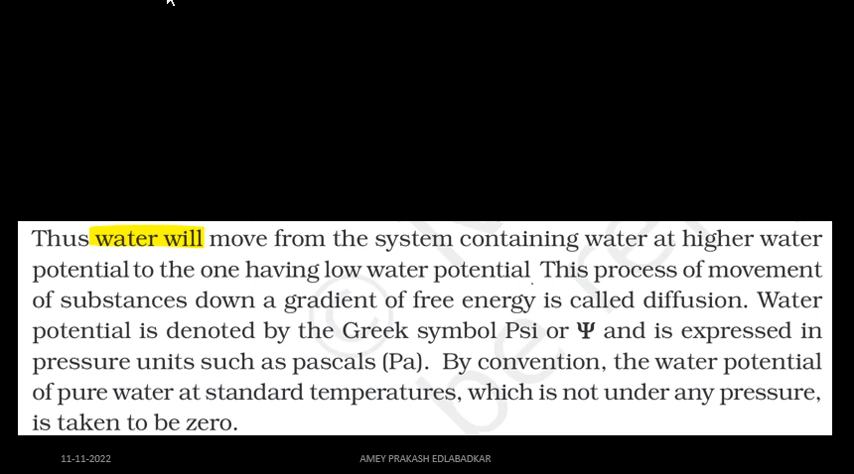 Thus water will move from the system containing water at higher water
potential to the one having low water potential. This process of movement
of substances down a gradient of free energy is called diffusion. Water
potential is denoted by the Greek symbol Psi or Ψ and is expressed in
pressure units such as pascals (Pa). By convention, the water potential
of pure water at standard temperatures, which is not under any pressure,
is taken to be zero.
11-11-2022
AMEY PRAKASH EDLABADKAR